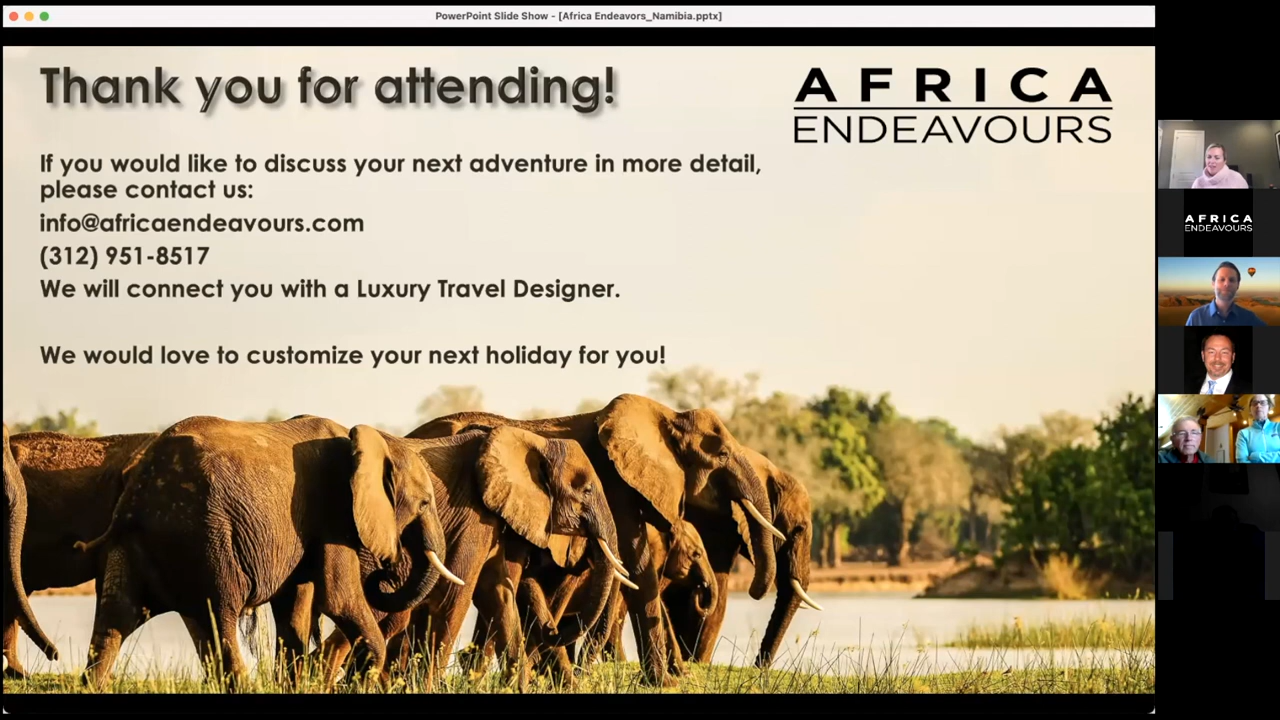 PowerPoint Slide Show - [Africa Endeavors_Namibia.pptx]
Thank you for attending!
AFRICA
ENDEAVOURS
If you would like to discuss your next adventure in more detail,
please contact us:
info@africaendeavours.com
(312) 951-8517
We will connect you with a Luxury Travel Designer.
We would love to customize your next holiday for you!
AFRICA
ENDEAVOURS